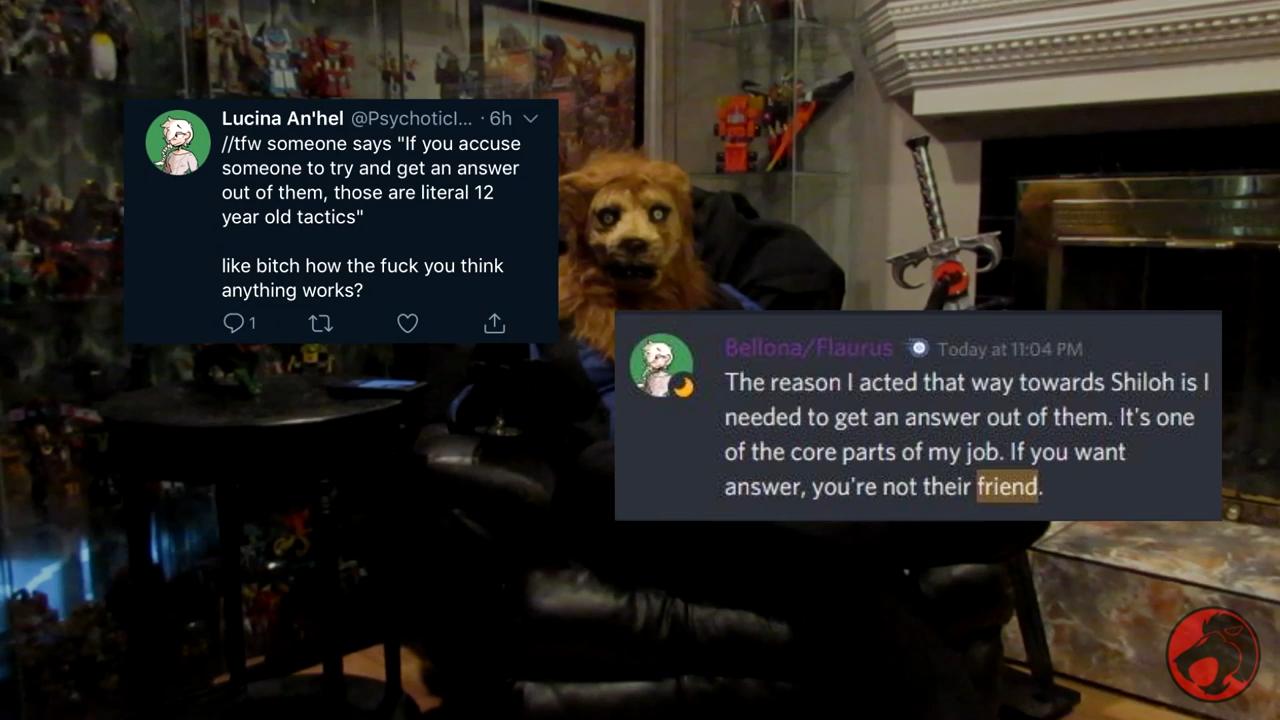 Lucina An'hel @PsychoticI... · 6h
//tfw someone says "If you accuse
someone to try and get an answer
out of them, those are literal 12
year old tactics"
like bitch how the fuck you think
anything works?
1
Bellona/Flaurus Today at 11:04 PM
The reason I acted that way towards Shiloh is I
needed to get an answer out of them. It's one
of the core parts of my job. If you want
answer, you're not their friend.